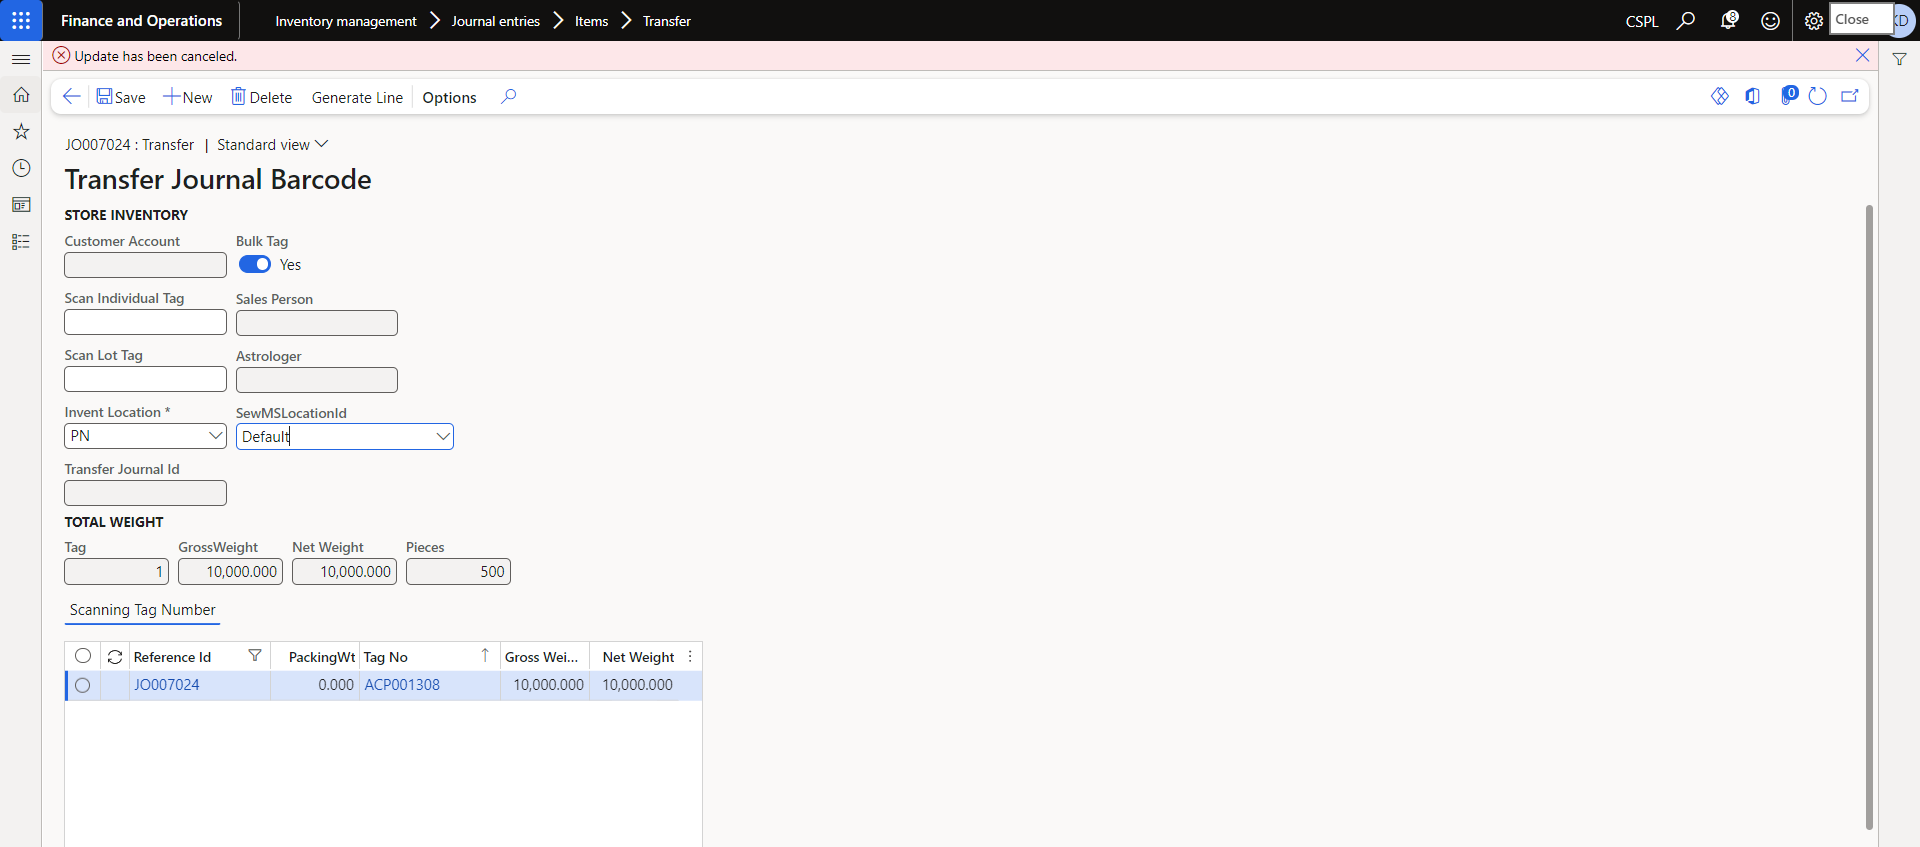 Finance and Operations
Inventory management > Journal entries > Items > Transfer
CSPL
8
Close
Update has been canceled.
Save
New
Delete
Generate Line
Options
0
JO007024 : Transfer | Standard view
Transfer Journal Barcode
STORE INVENTORY
Customer Account
Bulk Tag
Yes
Scan Individual Tag
Sales Person
Scan Lot Tag
Astrologer
Invent Location *
SewMSLocationId
PN
Default
Transfer Journal Id
TOTAL WEIGHT
Tag
GrossWeight
Net Weight
Pieces
1
10,000.000
10,000.000
500
Scanning Tag Number
Reference Id
PackingWt
Tag No
Gross Wei...
Net Weight
JO007024
0.000
ACP001308
10,000.000
10,000.000